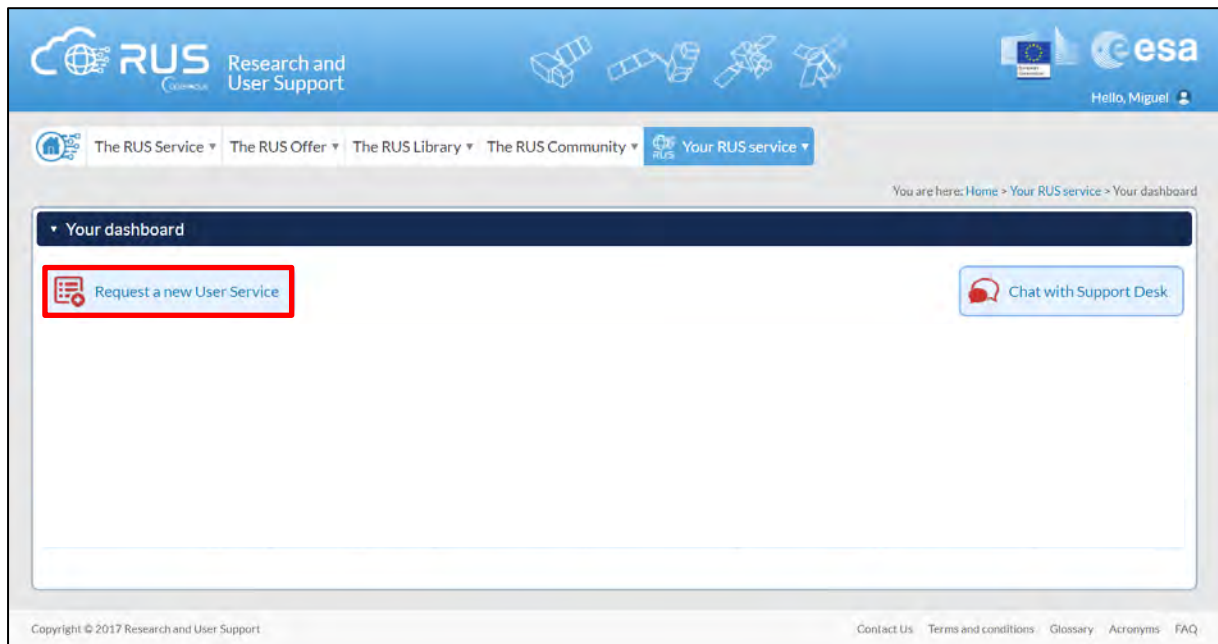 RUS
Copernicus
Research and
User Support
esa
Hello, Miguel
The RUS Service ▾ The RUS Offer ▾ The RUS Library ▾ The RUS Community ▾ RUS Your RUS service ▾
You are here: Home > Your RUS service > Your dashboard
▾ Your dashboard
Request a new User Service
Chat with Support Desk
Copyright © 2017 Research and User Support
Contact Us Terms and conditions Glossary Acronyms FAQ